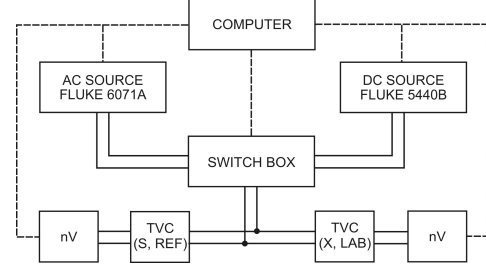 COMPUTER
AC SOURCE
FLUKE 6071A
DC SOURCE
FLUKE 5440B
SWITCH BOX
nV
TVC
(S, REF)
TVC
(X, LAB)
nV